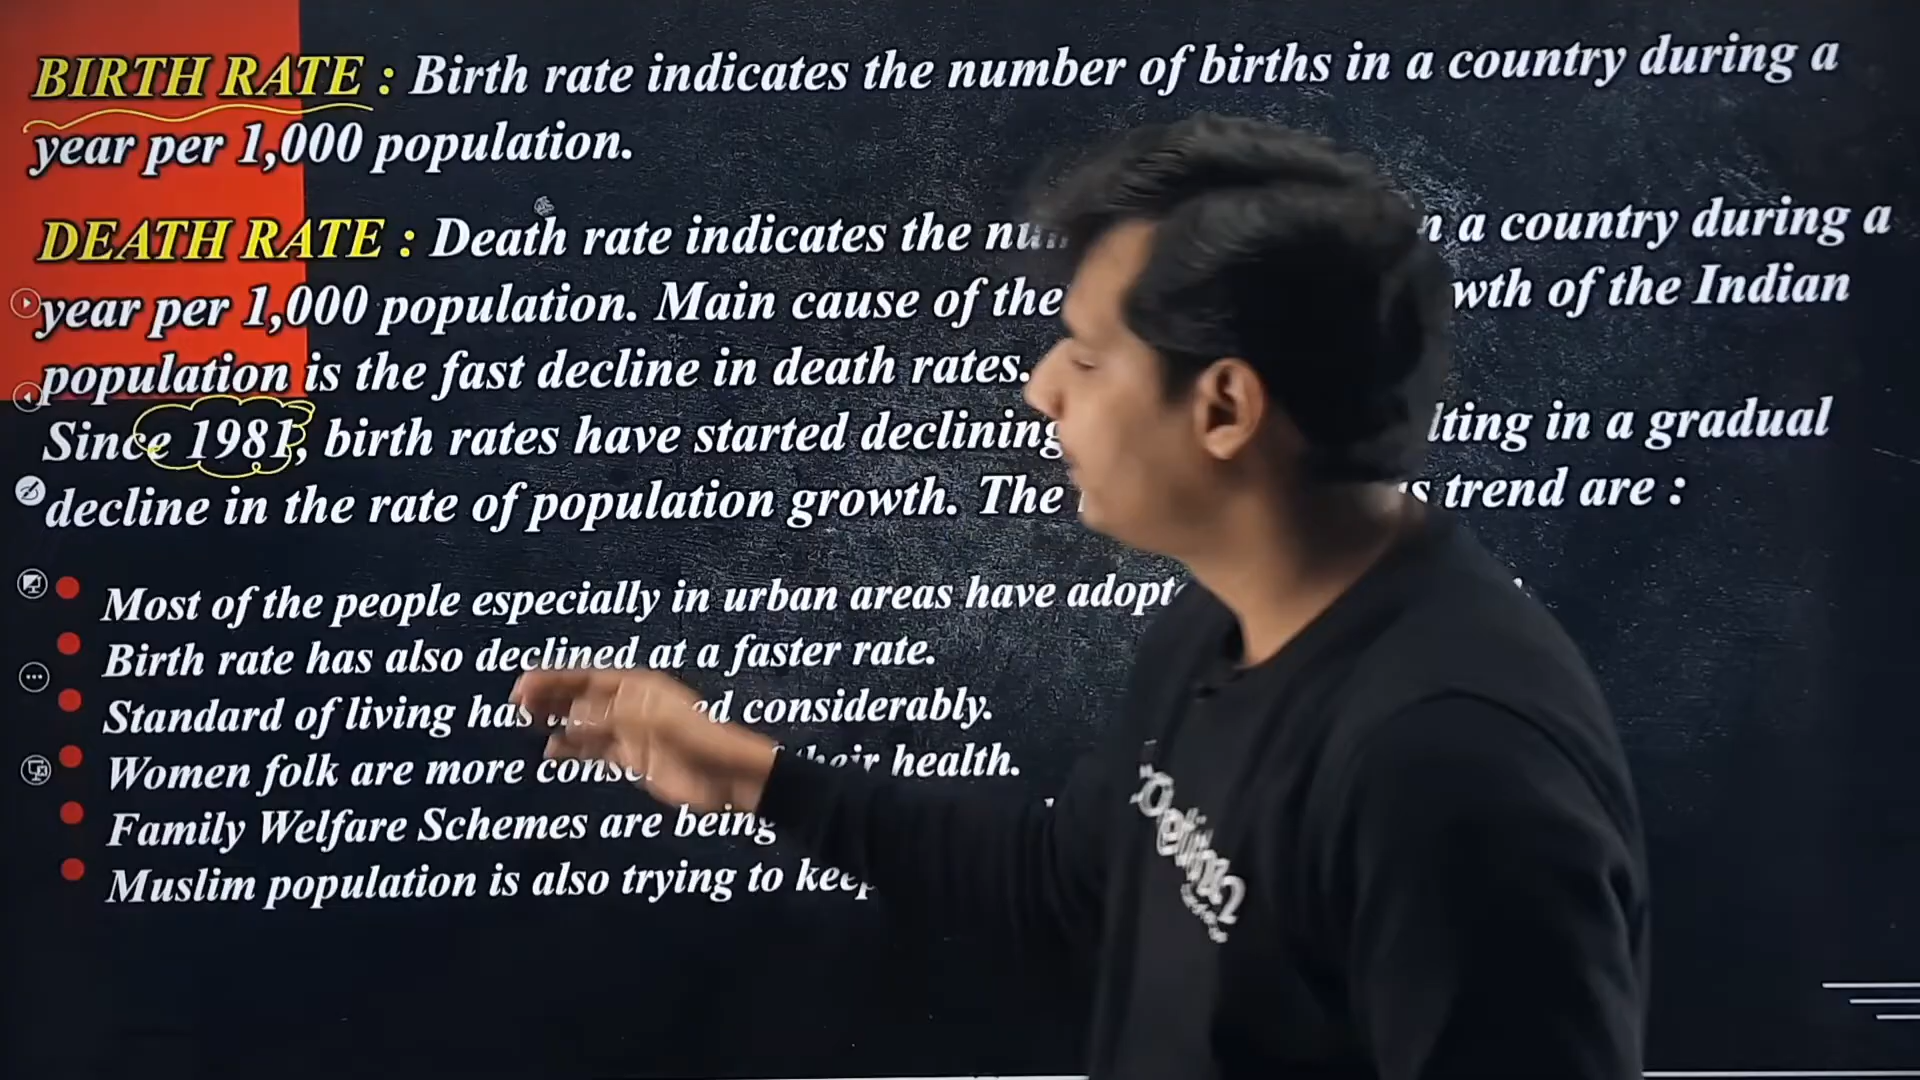 BIRTH RATE : Birth rate indicates the number of births in a country during a
year per 1,000 population.
DEATH RATE : Death rate indicates the in a country during a
year per 1,000 population. Main cause of the of the Indian
population is the fast decline in death rates.
Since 1981, birth rates have started declining in a gradual
decline in the rate of population growth. The trend are :
Most of the people especially in urban areas have
Birth rate has also declined at a faster rate.
Standard of living has considerably.
Women folk are more their health.
Family Welfare Schemes are being
Muslim population is also trying to